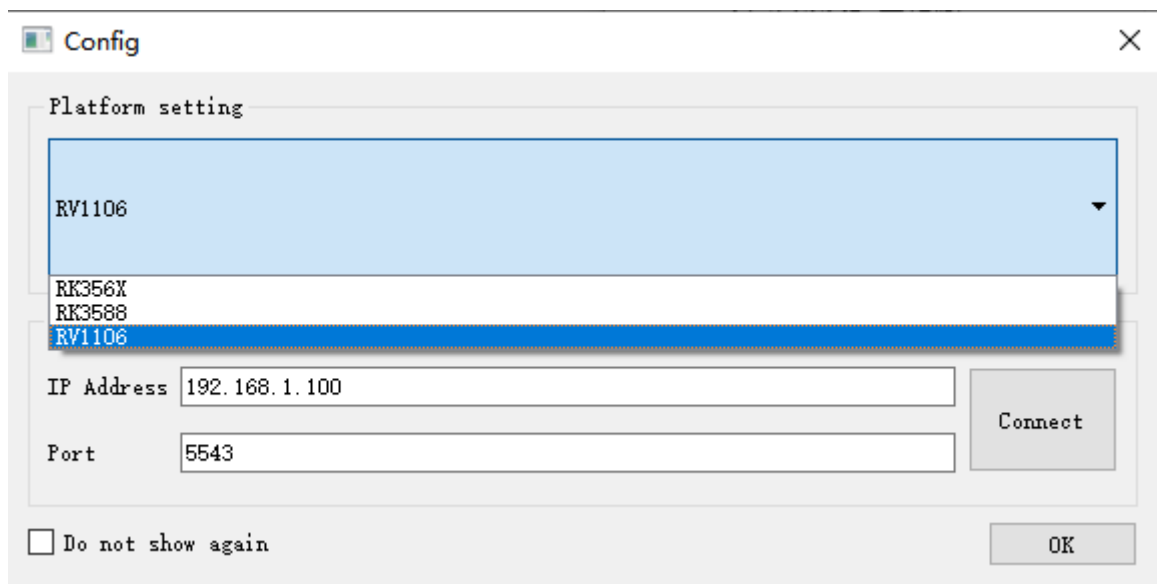 Config
Platform setting
RV1106
RK356X
RK3588
RV1106
IP Address 192.168.1.100
Connect
Port 5543
Do not show again
OK